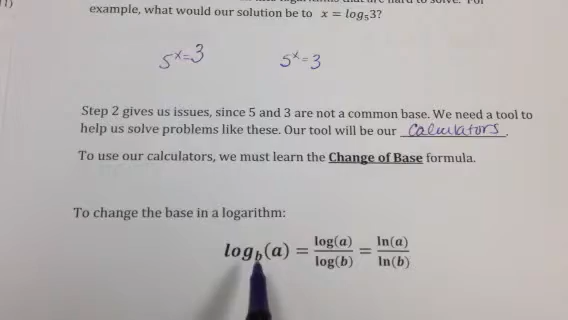 example, what would our solution be to x = log₅3?
5ˣ=3 5ˣ=3
Step 2 gives us issues, since 5 and 3 are not a common base. We need a tool to
help us solve problems like these. Our tool will be our calculators.
To use our calculators, we must learn the Change of Base formula.
To change the base in a logarithm:
log_b(a) = log(a)/log(b) = ln(a)/ln(b)